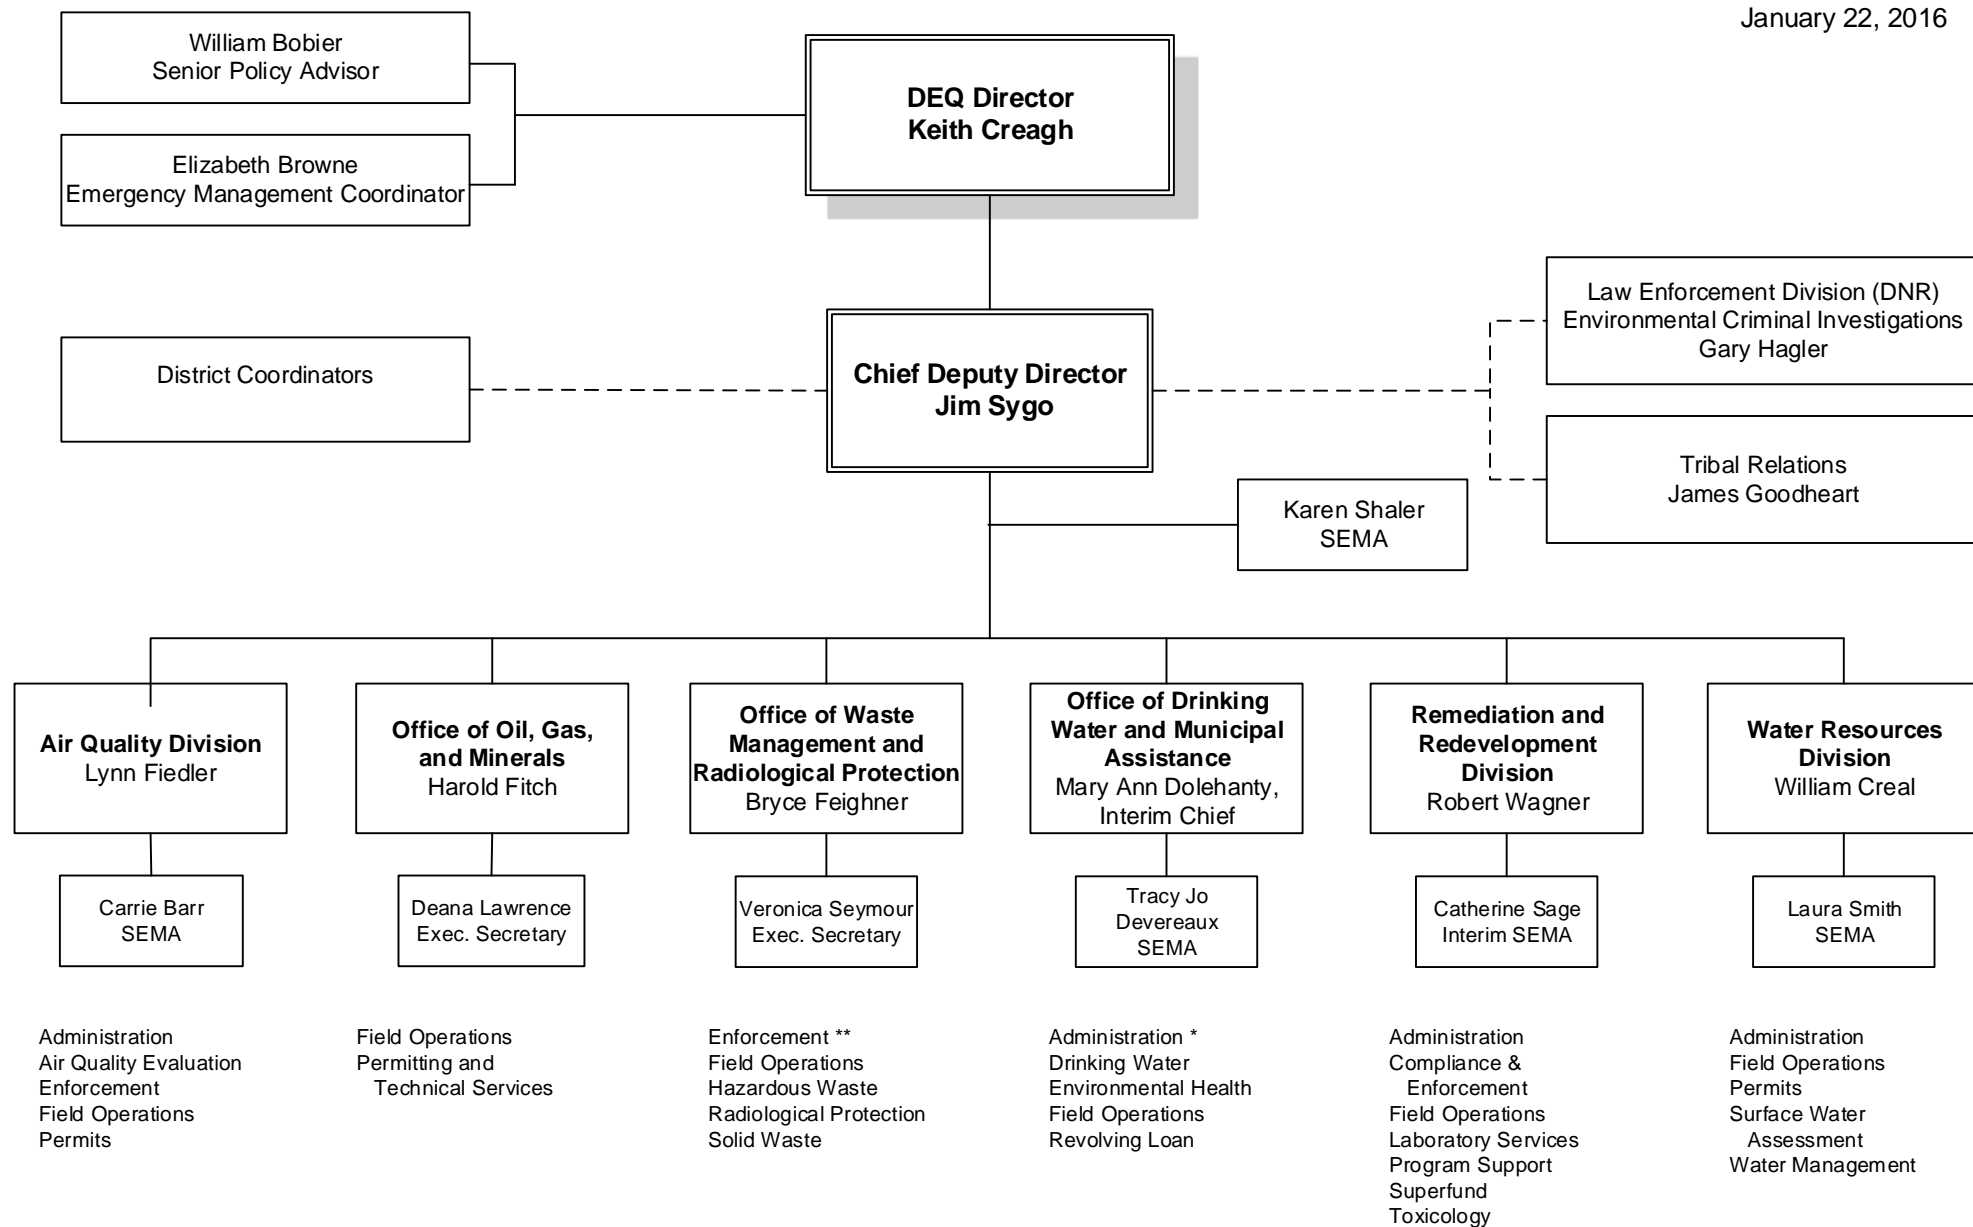 January 22, 2016
William Bobier
Senior Policy Advisor
DEQ Director
Keith Creagh
Elizabeth Browne
Emergency Management Coordinator
Law Enforcement Division (DNR)
Environmental Criminal Investigations
Gary Hagler
District Coordinators
Chief Deputy Director
Jim Sygo
Tribal Relations
James Goodheart
Karen Shaler
SEMA
Air Quality Division
Lynn Fiedler
Office of Oil, Gas,
and Minerals
Harold Fitch
Office of Waste
Management and
Radiological Protection
Bryce Feighner
Office of Drinking
Water and Municipal
Assistance
Mary Ann Dolehanty,
Interim Chief
Remediation and
Redevelopment
Division
Robert Wagner
Water Resources
Division
William Creal
Carrie Barr
SEMA
Deana Lawrence
Exec. Secretary
Veronica Seymour
Exec. Secretary
Tracy Jo
Devereaux
SEMA
Catherine Sage
Interim SEMA
Laura Smith
SEMA
Administration
Air Quality Evaluation
Enforcement
Field Operations
Permits
Field Operations
Permitting and
Technical Services
Enforcement **
Field Operations
Hazardous Waste
Radiological Protection
Solid Waste
Administration *
Drinking Water
Environmental Health
Field Operations
Revolving Loan
Administration
Compliance &
Enforcement
Field Operations
Laboratory Services
Program Support
Superfund
Toxicology
Administration
Field Operations
Permits
Surface Water
Assessment
Water Management